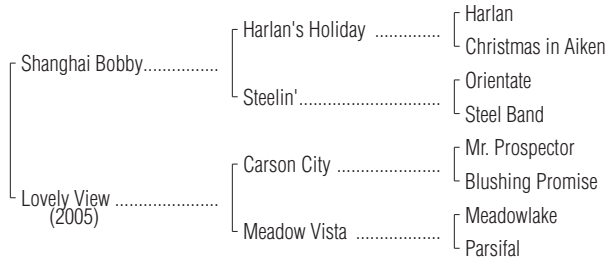 Harlan
Harlan's Holiday ..............
Christmas in Aiken
Shanghai Bobby................
Orientate
Steelin'..............................
Steel Band
Mr. Prospector
Carson City ......................
Blushing Promise
Lovely View ......................
(2005)
Meadowlake
Meadow Vista ..................
Parsifal